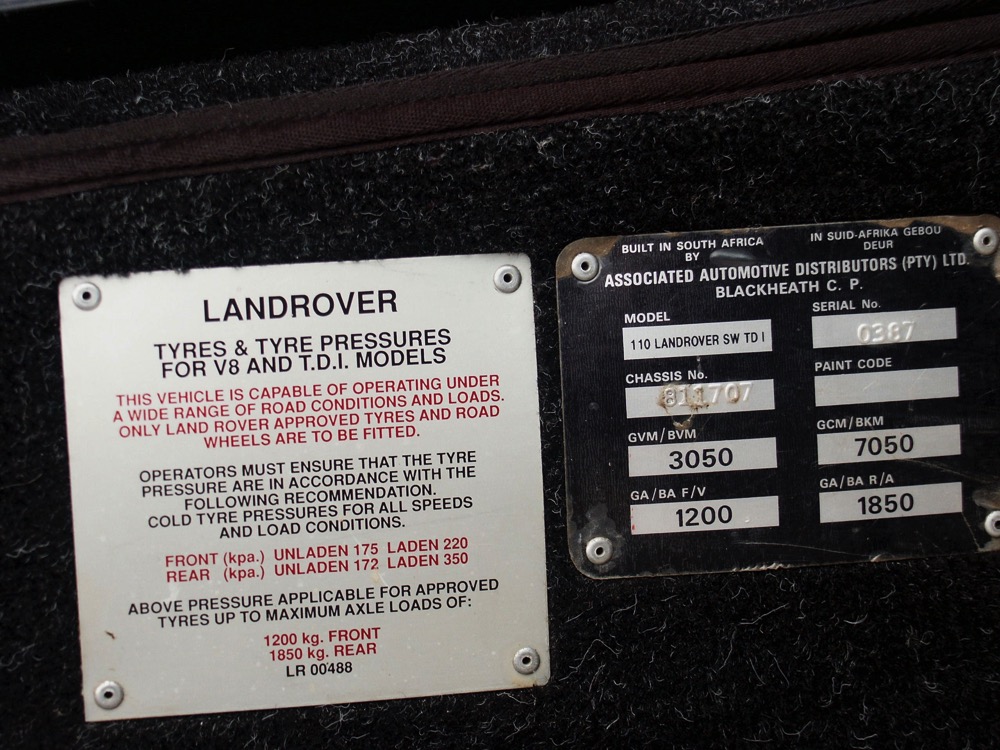 LANDROVER
TYRES & TYRE PRESSURES
FOR V8 AND T.D.I. MODELS
THIS VEHICLE IS CAPABLE OF OPERATING UNDER
A WIDE RANGE OF ROAD CONDITIONS AND LOADS.
ONLY LAND ROVER APPROVED TYRES AND ROAD
WHEELS ARE TO BE FITTED.
OPERATORS MUST ENSURE THAT THE TYRE
PRESSURE ARE IN ACCORDANCE WITH THE
FOLLOWING RECOMMENDATION.
COLD TYRE PRESSURES FOR ALL SPEEDS
AND LOAD CONDITIONS.
FRONT (kpa.) UNLADEN 175 LADEN 220
REAR (kpa.) UNLADEN 172 LADEN 350
ABOVE PRESSURE APPLICABLE FOR APPROVED
TYRES UP TO MAXIMUM AXLE LOADS OF:
1200 kg. FRONT
1850 kg. REAR
LR 00488
BUILT IN SOUTH AFRICA IN SUID-AFRIKA GEBOU
BY DEUR
ASSOCIATED AUTOMOTIVE DISTRIBUTORS (PTY) LTD.
BLACKHEATH C. P.
MODEL SERIAL No.
110 LANDROVER SW TD I 0387
CHASSIS No. PAINT CODE
811707
GVM/BVM GCM/BKM
3050 7050
GA/BA F/V GA/BA R/A
1200 1850